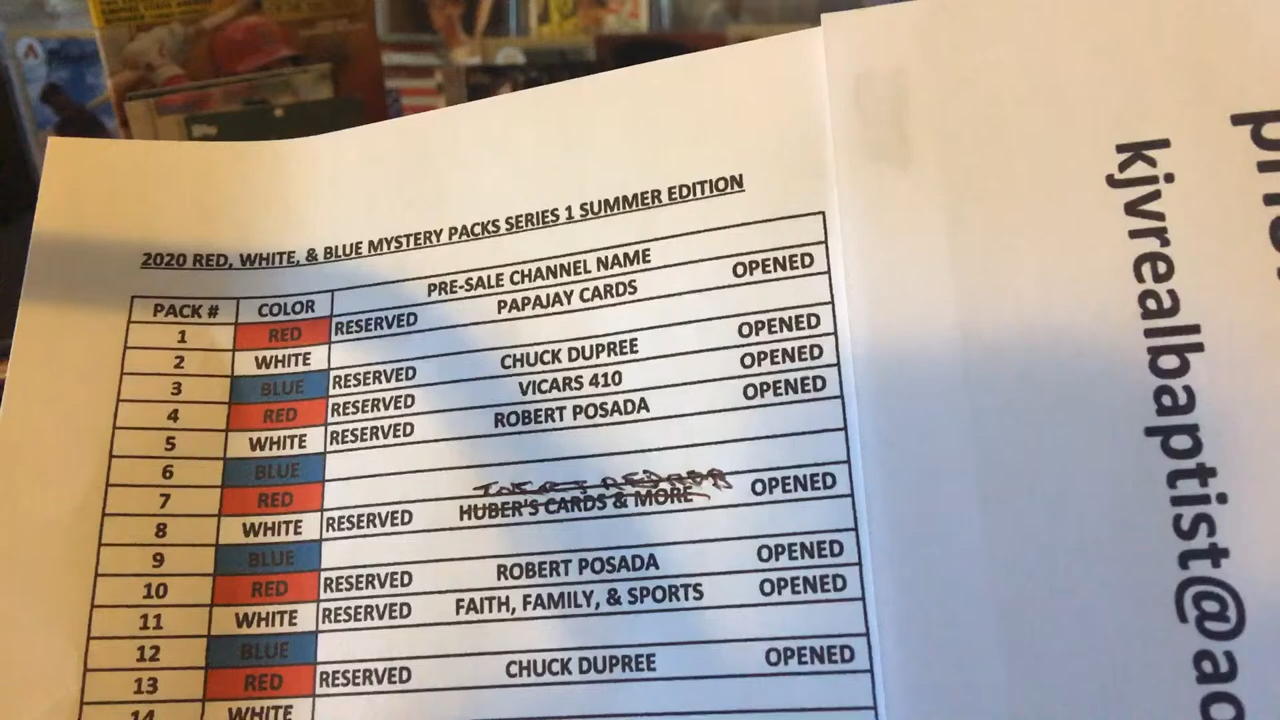 2020 RED, WHITE, & BLUE MYSTERY PACKS SERIES 1 SUMMER EDITION
PACK # COLOR PRE-SALE CHANNEL NAME
1 RED RESERVED PAPAJAY CARDS OPENED
2 WHITE
3 BLUE RESERVED CHUCK DUPREE OPENED
4 RED RESERVED VICARS 410 OPENED
5 WHITE RESERVED ROBERT POSADA OPENED
6 BLUE
7 RED
8 WHITE RESERVED HUBER'S CARDS & MORE OPENED
9 BLUE
10 RED RESERVED ROBERT POSADA OPENED
11 WHITE RESERVED FAITH, FAMILY, & SPORTS OPENED
12 BLUE
13 RED RESERVED CHUCK DUPREE OPENED
14 WHITE
kjvrealbaptist@ao